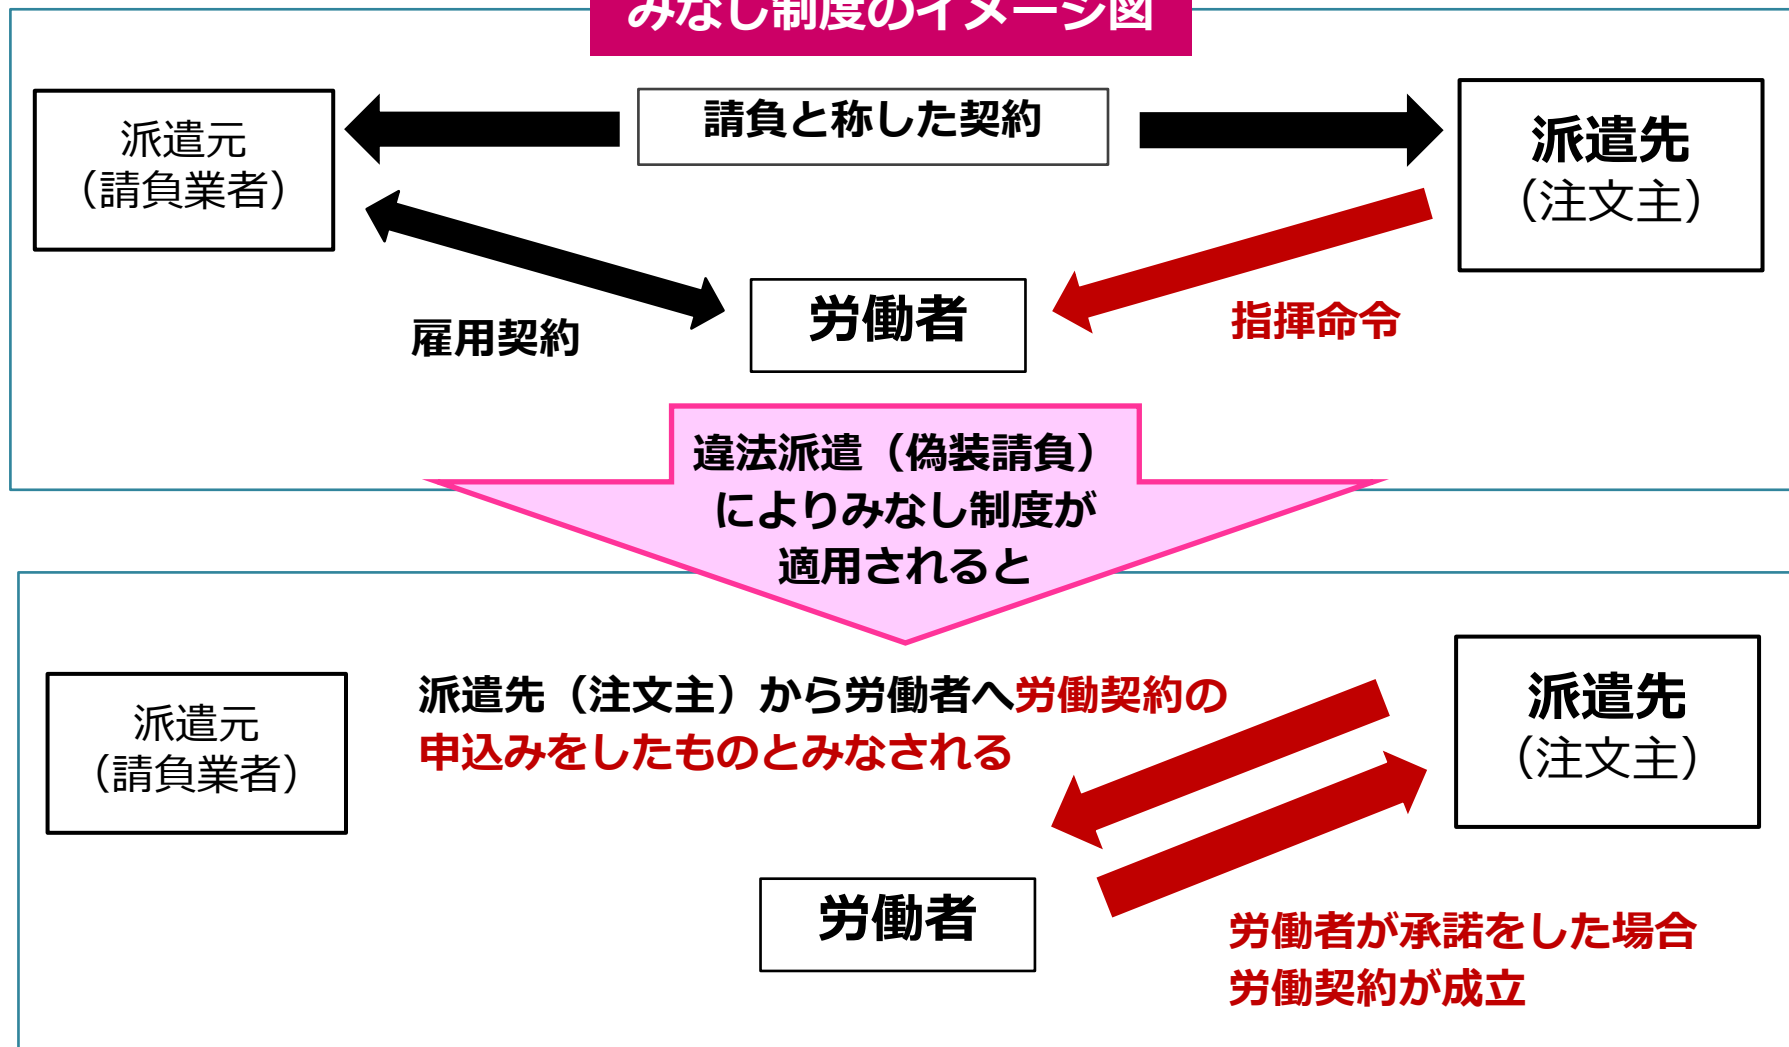 みなし制度のイメージ図
請負と称した契約
派遣元
（請負業者）
派遣先
（注文主）
雇用契約
労働者
指揮命令
違法派遣（偽装請負）
によりみなし制度が
適用されると
派遣元
（請負業者）
派遣先（注文主）から労働者へ労働契約の
申込みをしたものとみなされる
派遣先
（注文主）
労働者
労働者が承諾をした場合
労働契約が成立